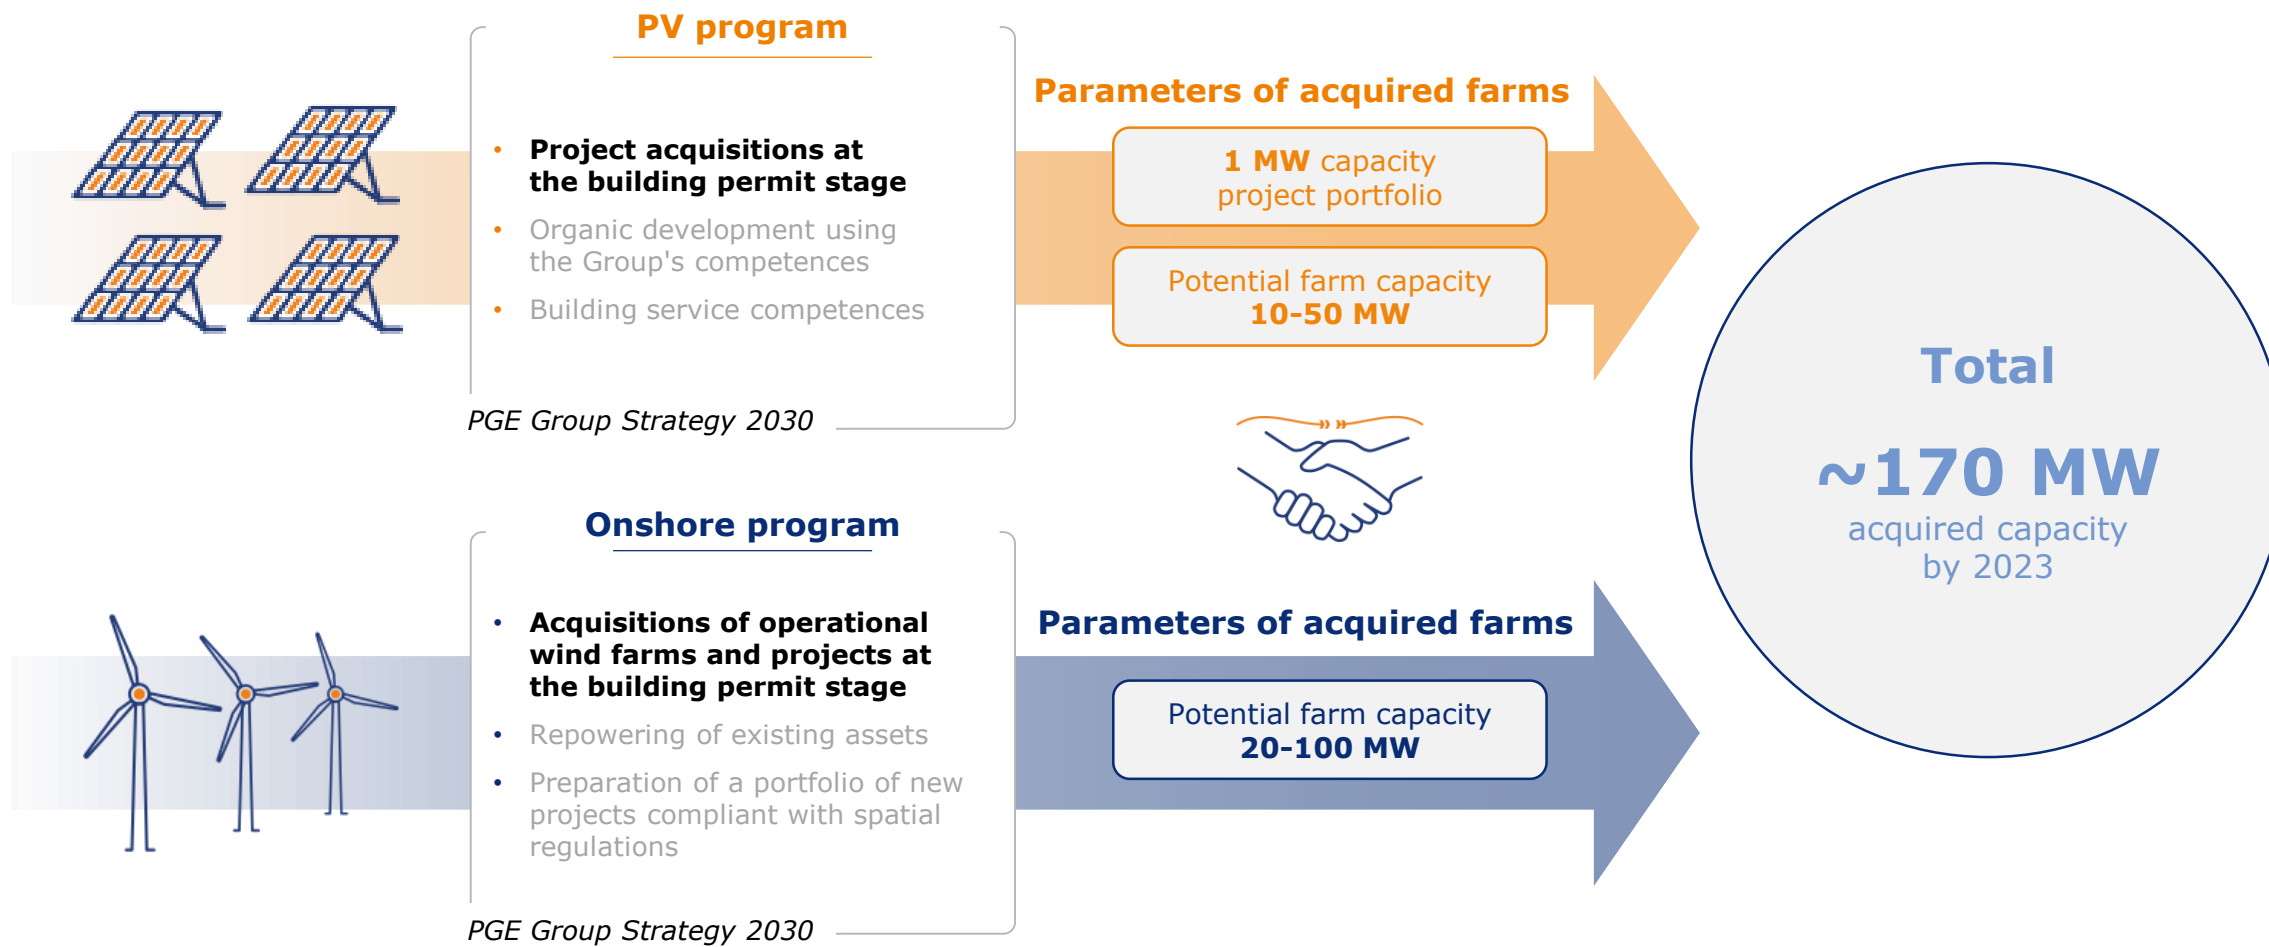 PV program
• Project acquisitions at
the building permit stage
• Organic development using
the Group's competences
• Building service competences
PGE Group Strategy 2030
Parameters of acquired farms
1 MW capacity
project portfolio
Potential farm capacity
10-50 MW
Onshore program
• Acquisitions of operational
wind farms and projects at
the building permit stage
• Repowering of existing assets
• Preparation of a portfolio of new
projects compliant with spatial
regulations
PGE Group Strategy 2030
Parameters of acquired farms
Potential farm capacity
20-100 MW
Total
~170 MW
acquired capacity
by 2023